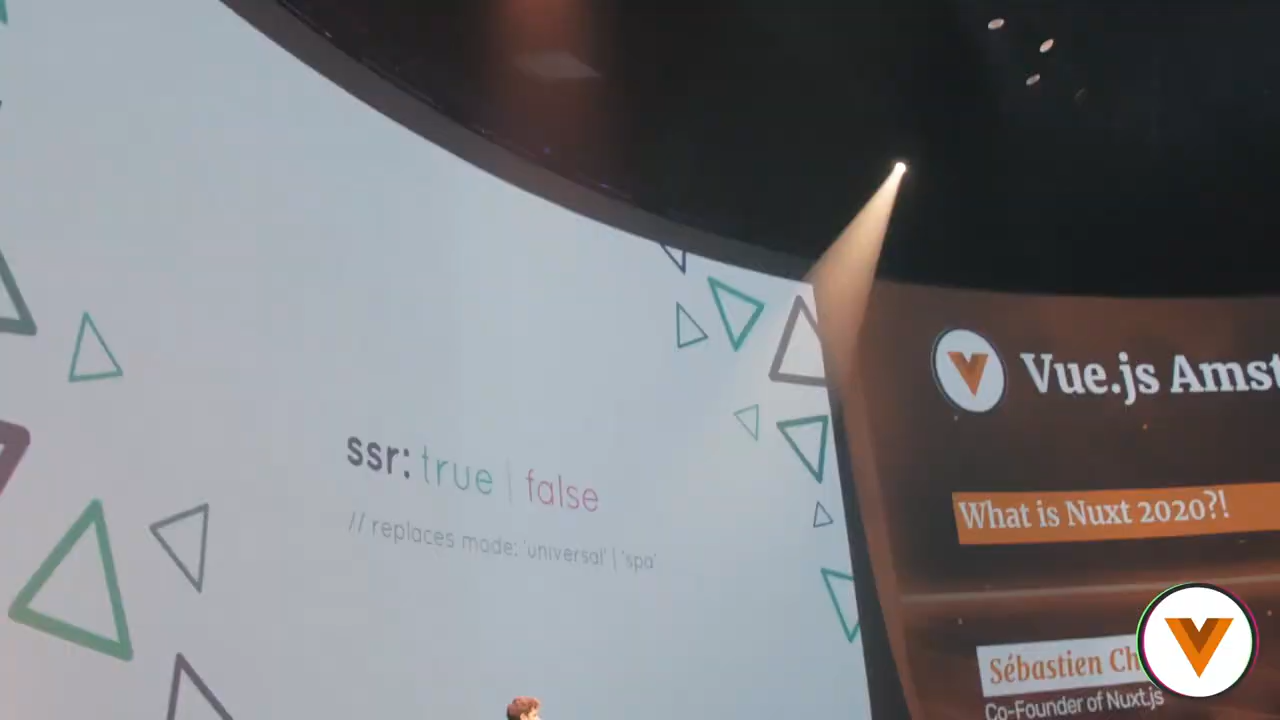 ssr: true | false
// replaces mode: 'universal' | 'spa'
Vue.js Amst
What is Nuxt 2020?!
Sébastien Ch
Co-Founder of Nuxt.js